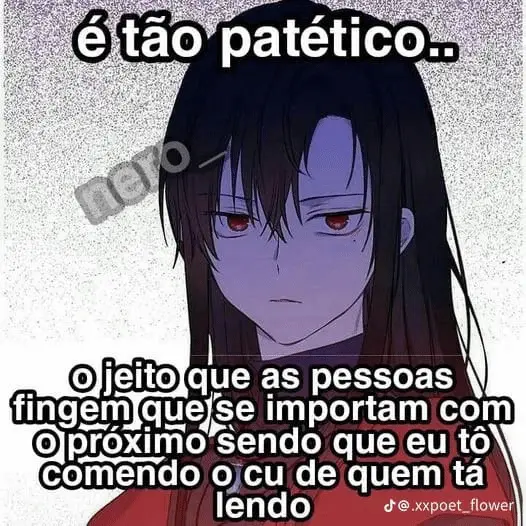 é tão patético..
nero_
o jeito que as pessoas
fingem que se importam com
o próximo sendo que eu tô
comendo o cu de quem tá
lendo
@.xxpoet_flower